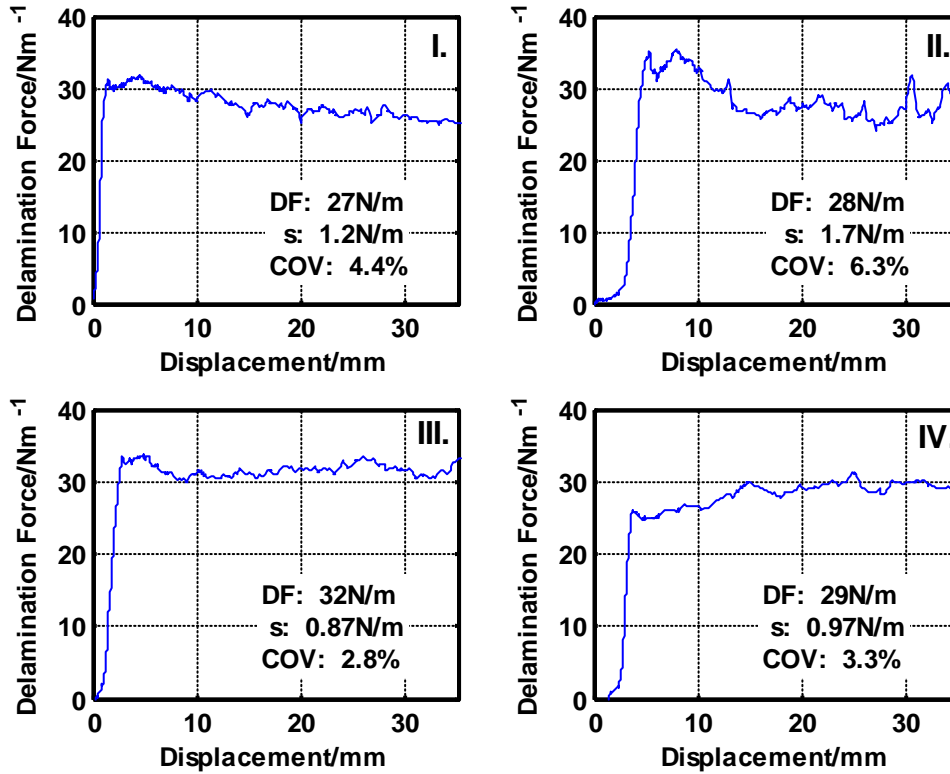 Delamination Force/Nm -1
40
30
20
10
0
I.
DF: 27N/m
s: 1.2N/m
COV: 4.4%
0 10 20 30
Displacement/mm
Delamination Force/Nm -1
40
30
20
10
0
II.
DF: 28N/m
s: 1.7N/m
COV: 6.3%
0 10 20 30
Displacement/mm
Delamination Force/Nm -1
40
30
20
10
0
III.
DF: 32N/m
s: 0.87N/m
COV: 2.8%
0 10 20 30
Displacement/mm
Delamination Force/Nm -1
40
30
20
10
0
IV
DF: 29N/m
s: 0.97N/m
COV: 3.3%
0 10 20 30
Displacement/mm